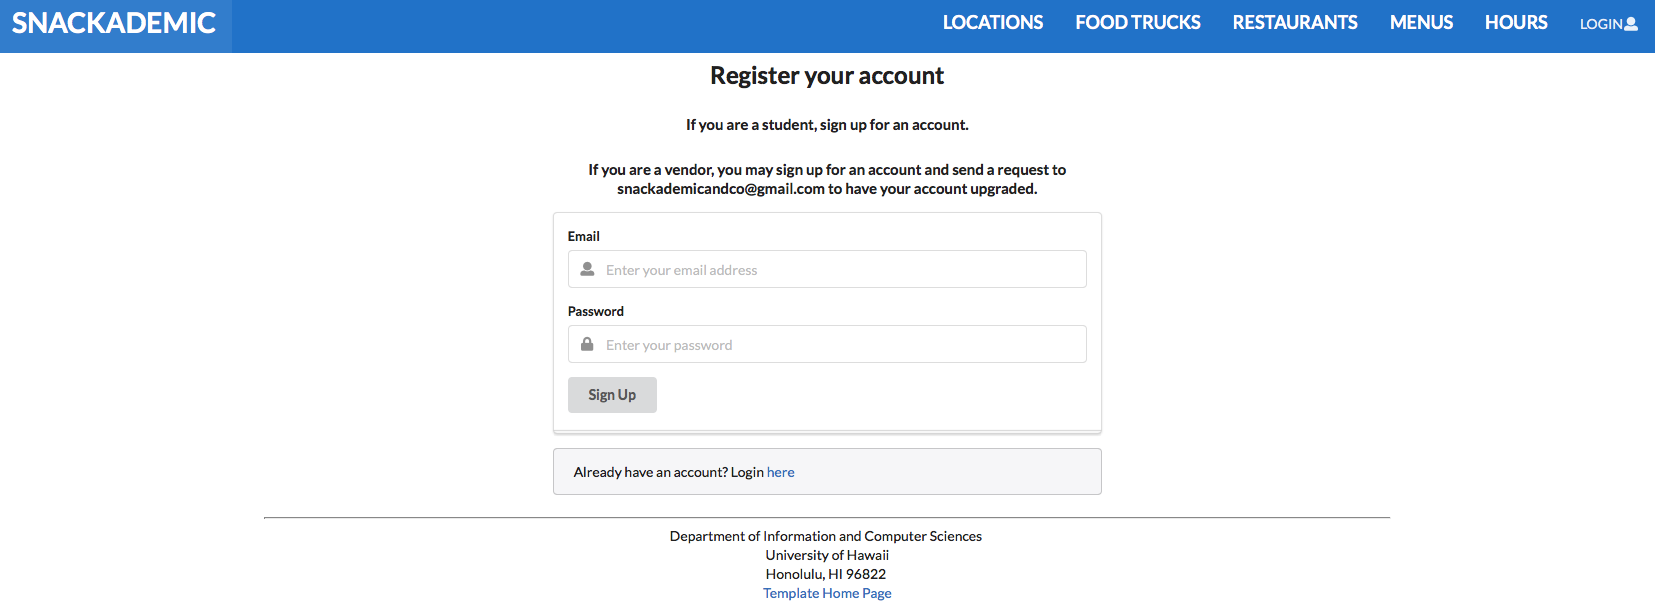 SNACKADEMIC
LOCATIONS FOOD TRUCKS RESTAURANTS MENUS HOURS LOGIN
Register your account
If you are a student, sign up for an account.
If you are a vendor, you may sign up for an account and send a request to
snackademicandco@gmail.com to have your account upgraded.
Email
Enter your email address
Password
Enter your password
Sign Up
Already have an account? Login here
Department of Information and Computer Sciences
University of Hawaii
Honolulu, HI 96822
Template Home Page